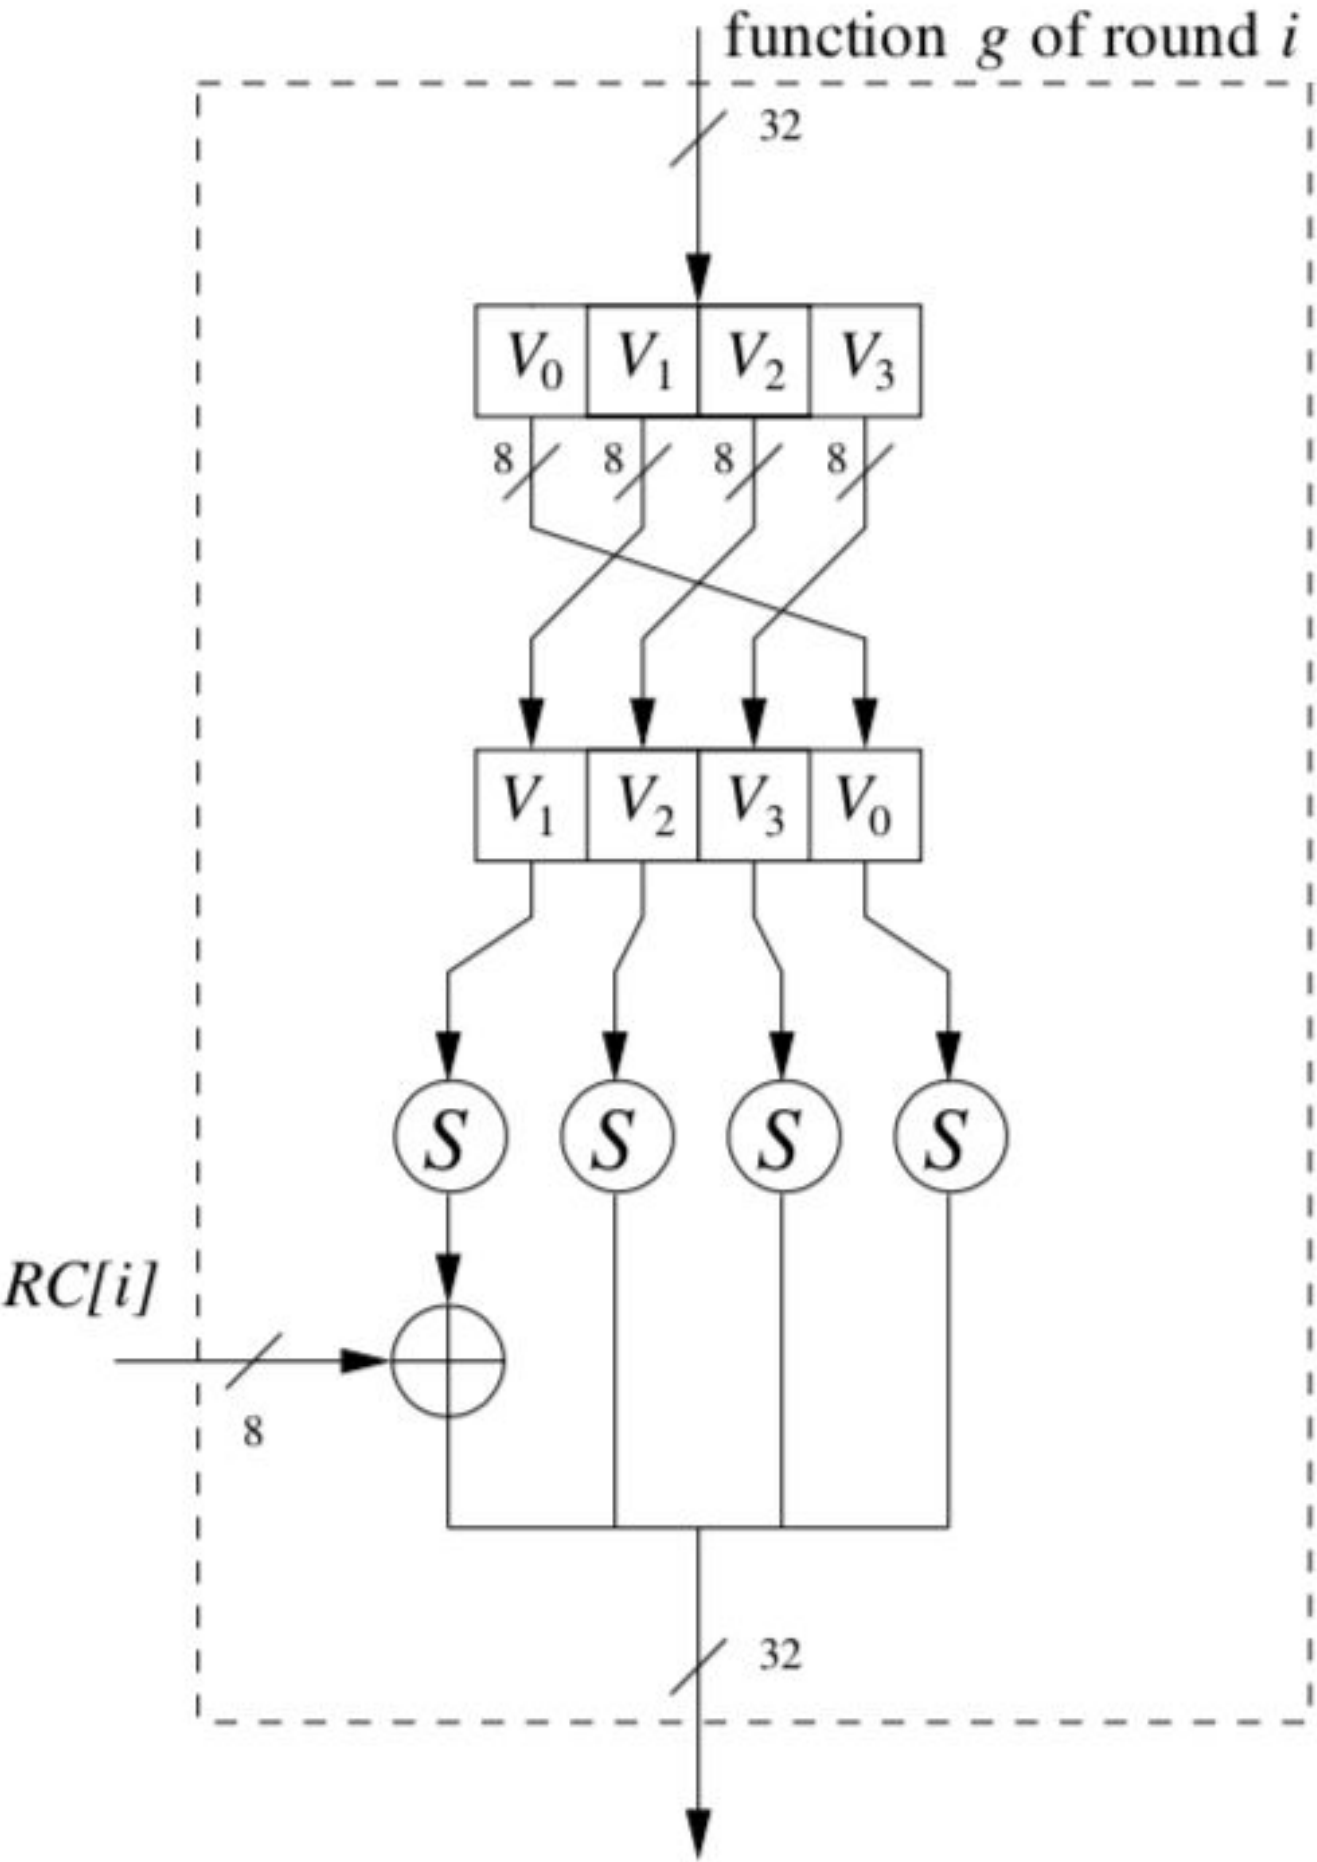 function g of round i
32
V0 V1 V2 V3
8 8 8 8
V1 V2 V3 V0
S S S S
RC[i]
8
32